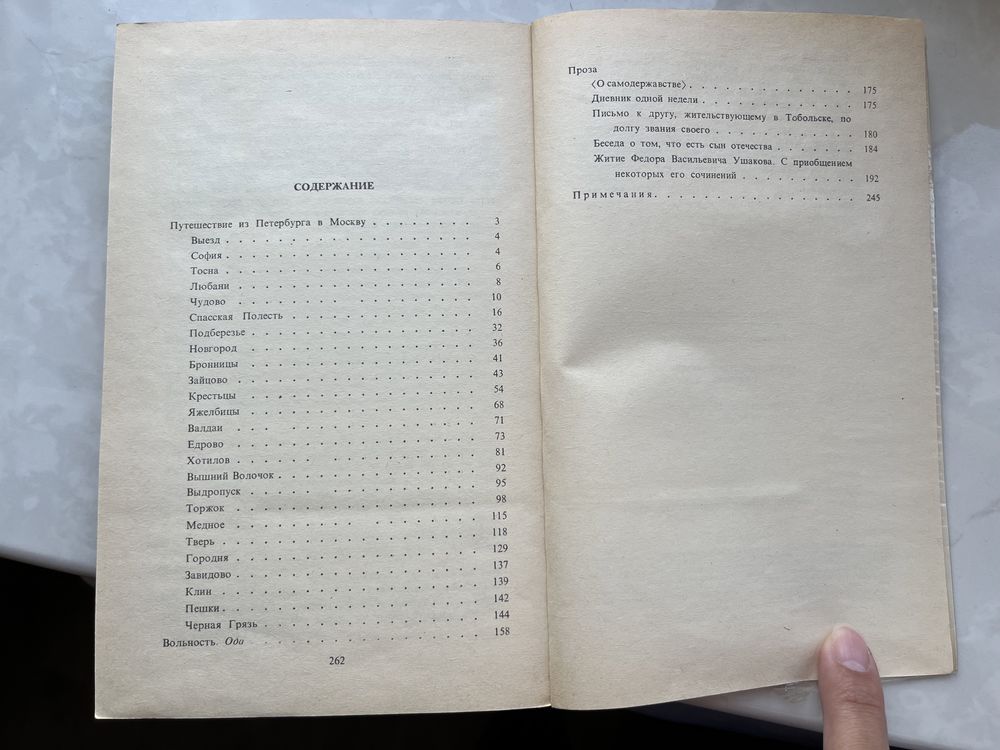 СОДЕРЖАНИЕ
Путешествие из Петербурга в Москву . . . . . . . 3
Выезд . . . . . . . . . . . . . . . 4
София . . . . . . . . . . . . . . . 4
Тосна . . . . . . . . . . . . . . . 6
Любани . . . . . . . . . . . . . . 8
Чудово . . . . . . . . . . . . . . 10
Спасская Полесть . . . . . . . . . . . 16
Подберезье . . . . . . . . . . . . . 32
Новгород . . . . . . . . . . . . . 36
Бронницы . . . . . . . . . . . . . 41
Зайцово . . . . . . . . . . . . . . 43
Крестьцы . . . . . . . . . . . . . 54
Яжелбицы . . . . . . . . . . . . . 68
Валдаи . . . . . . . . . . . . . . 71
Едрово . . . . . . . . . . . . . . 73
Хотилов . . . . . . . . . . . . . . 81
Вышний Волочок . . . . . . . . . . . 92
Выдропуск . . . . . . . . . . . . . 95
Торжок . . . . . . . . . . . . . . 98
Медное . . . . . . . . . . . . . . 115
Тверь . . . . . . . . . . . . . . . 118
Городня . . . . . . . . . . . . . . 129
Завидово . . . . . . . . . . . . . . 137
Клин . . . . . . . . . . . . . . . 139
Пешки . . . . . . . . . . . . . . . 142
Черная Грязь . . . . . . . . . . . . 144
Вольность. Ода . . . . . . . . . . . . 158
262
Проза
〈О самодержавстве〉 . . . . . . . . . . . 175
Дневник одной недели . . . . . . . . . . 175
Письмо к другу, жительствующему в Тобольске, по
долгу звания своего . . . . . . . . . . 180
Беседа о том, что есть сын отечества . . . . . . 184
Житие Федора Васильевича Ушакова. С приобщением
некоторых его сочинений . . . . . . . . . 192
Примечания . . . . . . . . . . . . . . . 245